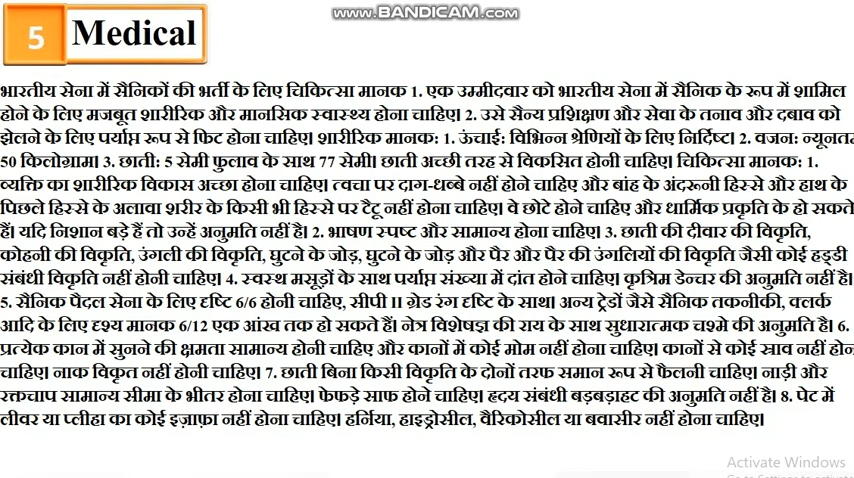 www.BANDICAM.com
5 Medical
भारतीय सेना में सैनिकों की भर्ती के लिए चिकित्सा मानक 1. एक उम्मीदवार को भारतीय सेना में सैनिक के रूप में शामिल
होने के लिए मजबूत शारीरिक और मानसिक स्वास्थ्य होना चाहिए। 2. उसे सैन्य प्रशिक्षण और सेवा के तनाव और दबाव को
झेलने के लिए पर्याप्त रूप से फिट होना चाहिए। शारीरिक मानक: 1. ऊंचाई: विभिन्न श्रेणियों के लिए निर्दिष्ट। 2. वजन: न्यूनतम
50 किलोग्राम। 3. छाती: 5 सेमी फुलाव के साथ 77 सेमी। छाती अच्छी तरह से विकसित होनी चाहिए। चिकित्सा मानक: 1.
व्यक्ति का शारीरिक विकास अच्छा होना चाहिए। त्वचा पर दाग-धब्बे नहीं होने चाहिए और बांह के अंदरूनी हिस्से और हाथ के
पिछले हिस्से के अलावा शरीर के किसी भी हिस्से पर टैटू नहीं होना चाहिए। वे छोटे होने चाहिए और धार्मिक प्रकृति के हो सकते
हैं। यदि निशान बड़े हैं तो उन्हें अनुमति नहीं है। 2. भाषण स्पष्ट और सामान्य होना चाहिए। 3. छाती की दीवार की विकृति,
कोहनी की विकृति, उंगली की विकृति, घुटने के जोड़, घुटने के जोड़ और पैर और पैर की उंगलियों की विकृति जैसी कोई हड्डी
संबंधी विकृति नहीं होनी चाहिए। 4. स्वस्थ मसूड़ों के साथ पर्याप्त संख्या में दांत होने चाहिए। कृत्रिम डेन्चर की अनुमति नहीं है।
5. सैनिक पैदल सेना के लिए दृष्टि 6/6 होनी चाहिए, सीपी II ग्रेड रंग दृष्टि के साथ। अन्य ट्रेडों जैसे सैनिक तकनीकी, क्लर्क
आदि के लिए दृश्य मानक 6/12 एक आंख तक हो सकते हैं। नेत्र विशेषज्ञ की राय के साथ सुधारात्मक चश्मे की अनुमति है। 6.
प्रत्येक कान में सुनने की क्षमता सामान्य होनी चाहिए और कानों में कोई मोम नहीं होना चाहिए। कानों से कोई स्राव नहीं होना
चाहिए। नाक विकृत नहीं होनी चाहिए। 7. छाती बिना किसी विकृति के दोनों तरफ समान रूप से फैलनी चाहिए। नाड़ी और
रक्तचाप सामान्य सीमा के भीतर होना चाहिए। फेफड़े साफ होने चाहिए। हृदय संबंधी बड़बड़ाहट की अनुमति नहीं है। 8. पेट में
लीवर या प्लीहा का कोई इज़ाफ़ा नहीं होना चाहिए। हर्निया, हाइड्रोसील, वैरिकोसील या बवासीर नहीं होना चाहिए।
Activate Windows